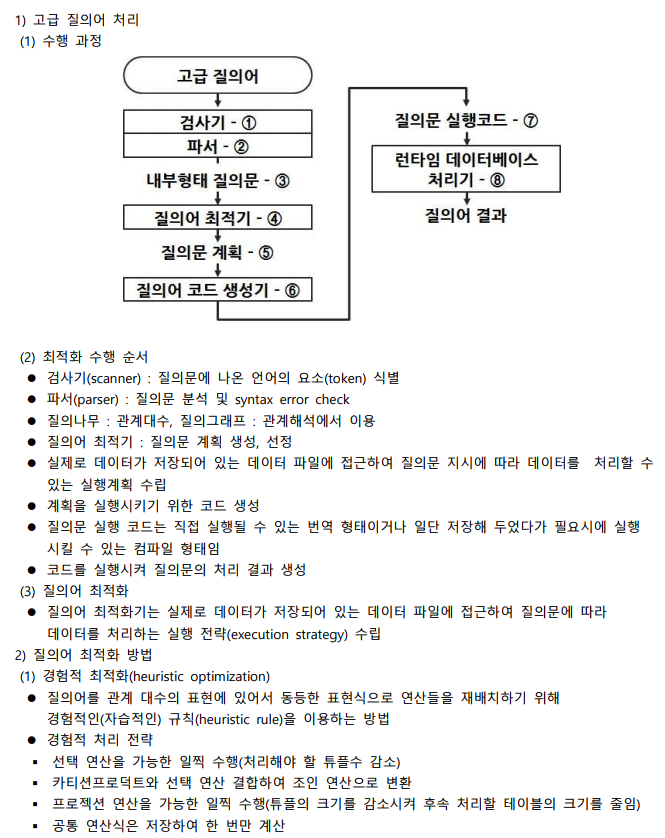 1) 고급 질의어 처리
(1) 수행 과정
고급 질의어
검사기 - ①
파서 - ②
내부형태 질의문 - ③
질의어 최적기 - ④
질의문 계획 - ⑤
질의어 코드 생성기 - ⑥
질의문 실행코드 - ⑦
런타임 데이터베이스
처리기 - ⑧
질의어 결과
(2) 최적화 수행 순서
● 검사기(scanner) : 질의문에 나온 언어의 요소(token) 식별
● 파서(parser) : 질의문 분석 및 syntax error check
● 질의나무 : 관계대수, 질의그래프 : 관계해석에서 이용
● 질의어 최적기 : 질의문 계획 생성, 선정
● 실제로 데이터가 저장되어 있는 데이터 파일에 접근하여 질의문 지시에 따라 데이터를 처리할 수
있는 실행계획 수립
● 계획을 실행시키기 위한 코드 생성
● 질의문 실행 코드는 직접 실행될 수 있는 번역 형태이거나 일단 저장해 두었다가 필요시에 실행
시킬 수 있는 컴파일 형태임
● 코드를 실행시켜 질의문의 처리 결과 생성
(3) 질의어 최적화
● 질의어 최적화기는 실제로 데이터가 저장되어 있는 데이터 파일에 접근하여 질의문에 따라
데이터를 처리하는 실행 전략(execution strategy) 수립
2) 질의어 최적화 방법
(1) 경험적 최적화(heuristic optimization)
● 질의어를 관계 대수의 표현에 있어서 동등한 표현식으로 연산들을 재배치하기 위해
경험적인(자습적인) 규칙(heuristic rule)을 이용하는 방법
● 경험적 처리 전략
▪ 선택 연산을 가능한 일찍 수행(처리해야 할 튜플수 감소)
▪ 카티션프로덕트와 선택 연산 결합하여 조인 연산으로 변환
▪ 프로젝션 연산을 가능한 일찍 수행(튜플의 크기를 감소시켜 후속 처리할 테이블의 크기를 줄임)
▪ 공통 연산식은 저장하여 한 번만 계산